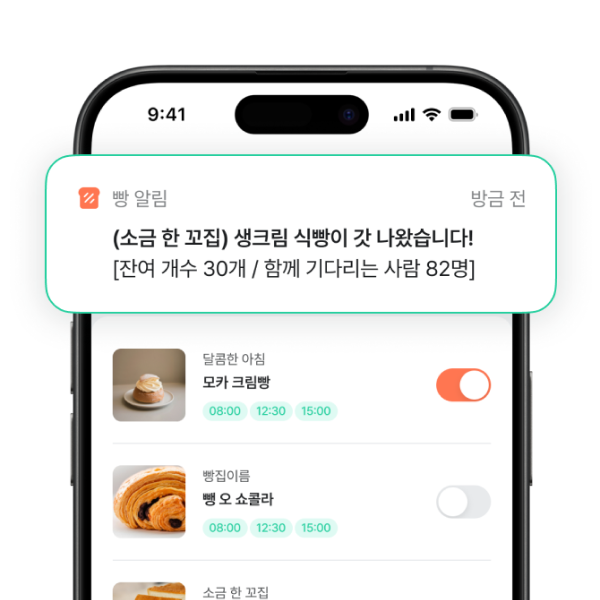 9:41
빵 알림
방금 전
(소금 한 꼬집) 생크림 식빵이 갓 나왔습니다!
[잔여 개수 30개 / 함께 기다리는 사람 82명]
달콤한 아침
모카 크림빵
08:00 12:30 15:00
빵집이름
뺑 오 쇼콜라
08:00 12:30 15:00
소금 한 꼬집